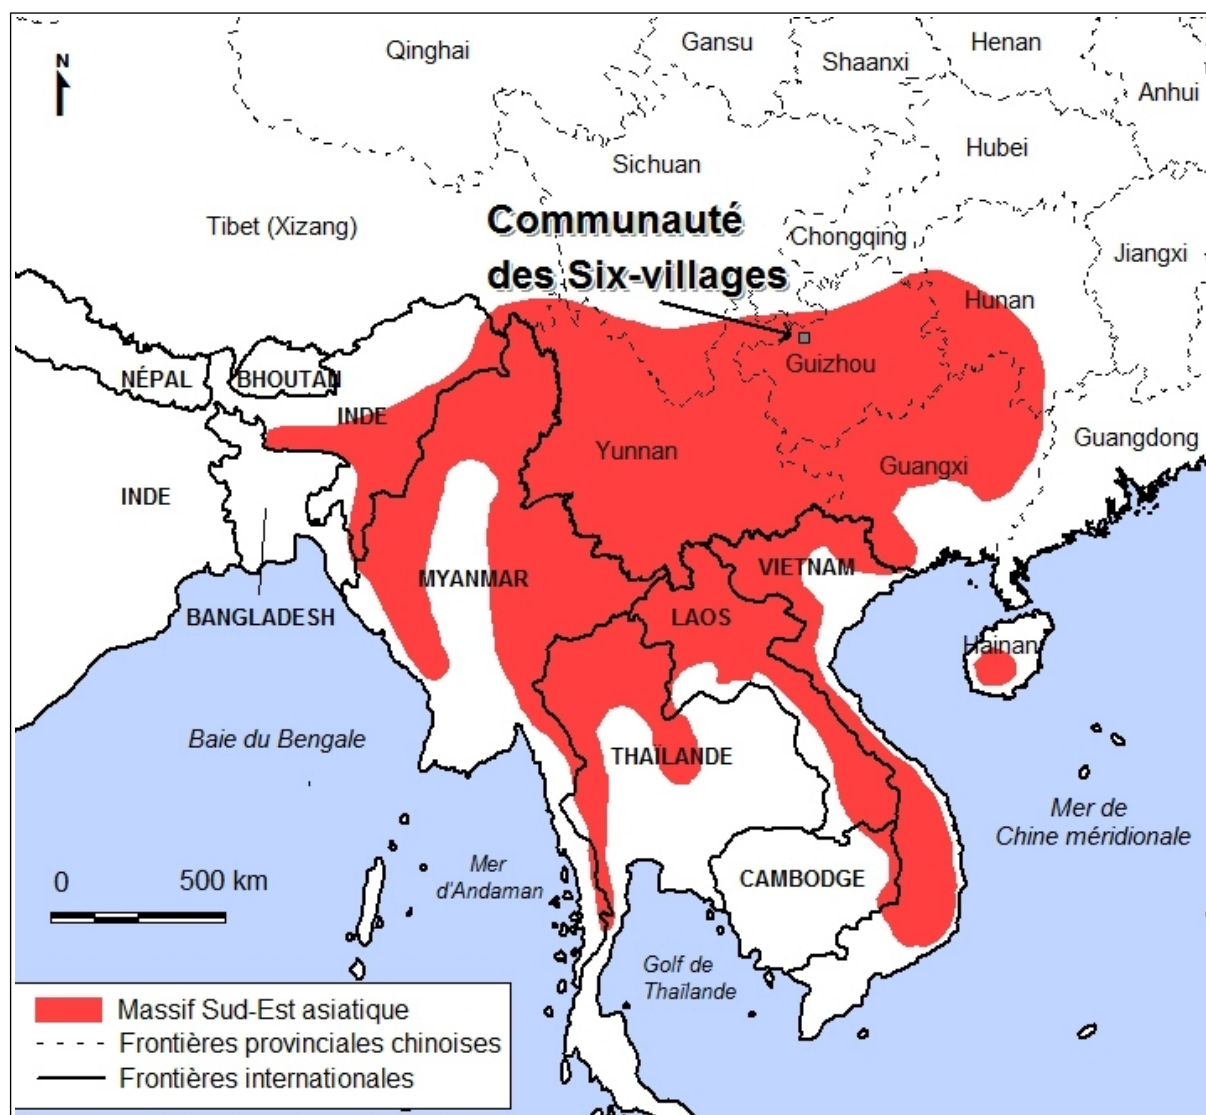 Qinghai
Gansu
Henan
Shaanxi
Anhui
N
Sichuan
Hubei
Tibet (Xizang)
Communauté
des Six-villages
Chongqing
Jiangxi
Hunan
NÉPAL
BHOUTAN
Guizhou
INDE
Yunnan
Guangdong
Guangxi
INDE
MYANMAR
VIETNAM
BANGLADESH
LAOS
Hainan
Baie du Bengale
THAÏLANDE
Mer de
Chine méridionale
0 500 km
Mer
d'Andaman
CAMBODGE
Golf de
Thaïlande
Massif Sud-Est asiatique
Frontières provinciales chinoises
Frontières internationales